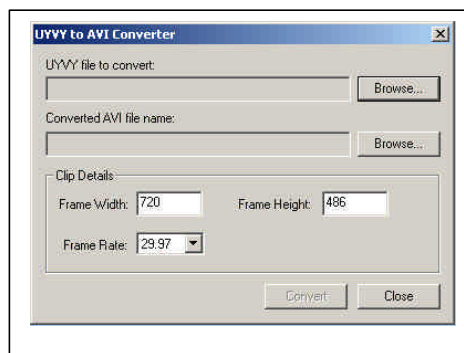 UYVY to AVI Converter
UYVY file to convert:
Browse...
Converted AVI file name:
Browse...
Clip Details
Frame Width: 720 Frame Height: 486
Frame Rate: 29.97
Convert Close